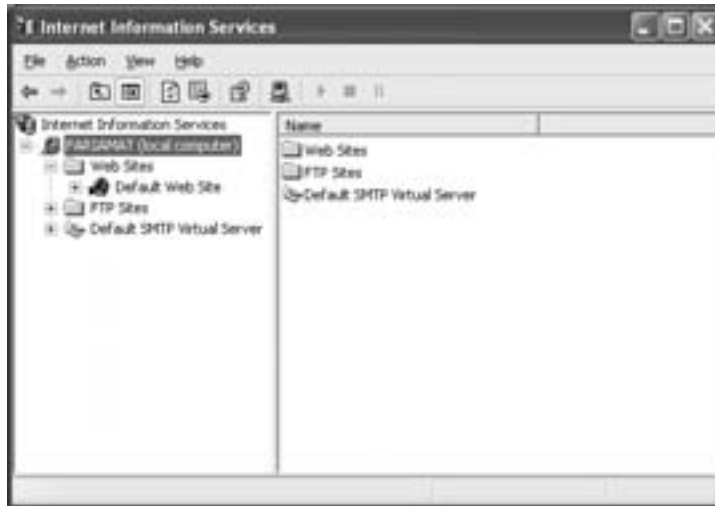 Internet Information Services
File Action View Help
Internet Information Services
(local computer)
Web Sites
Default Web Site
FTP Sites
Default SMTP Virtual Server
Name
Web Sites
FTP Sites
Default SMTP Virtual Server